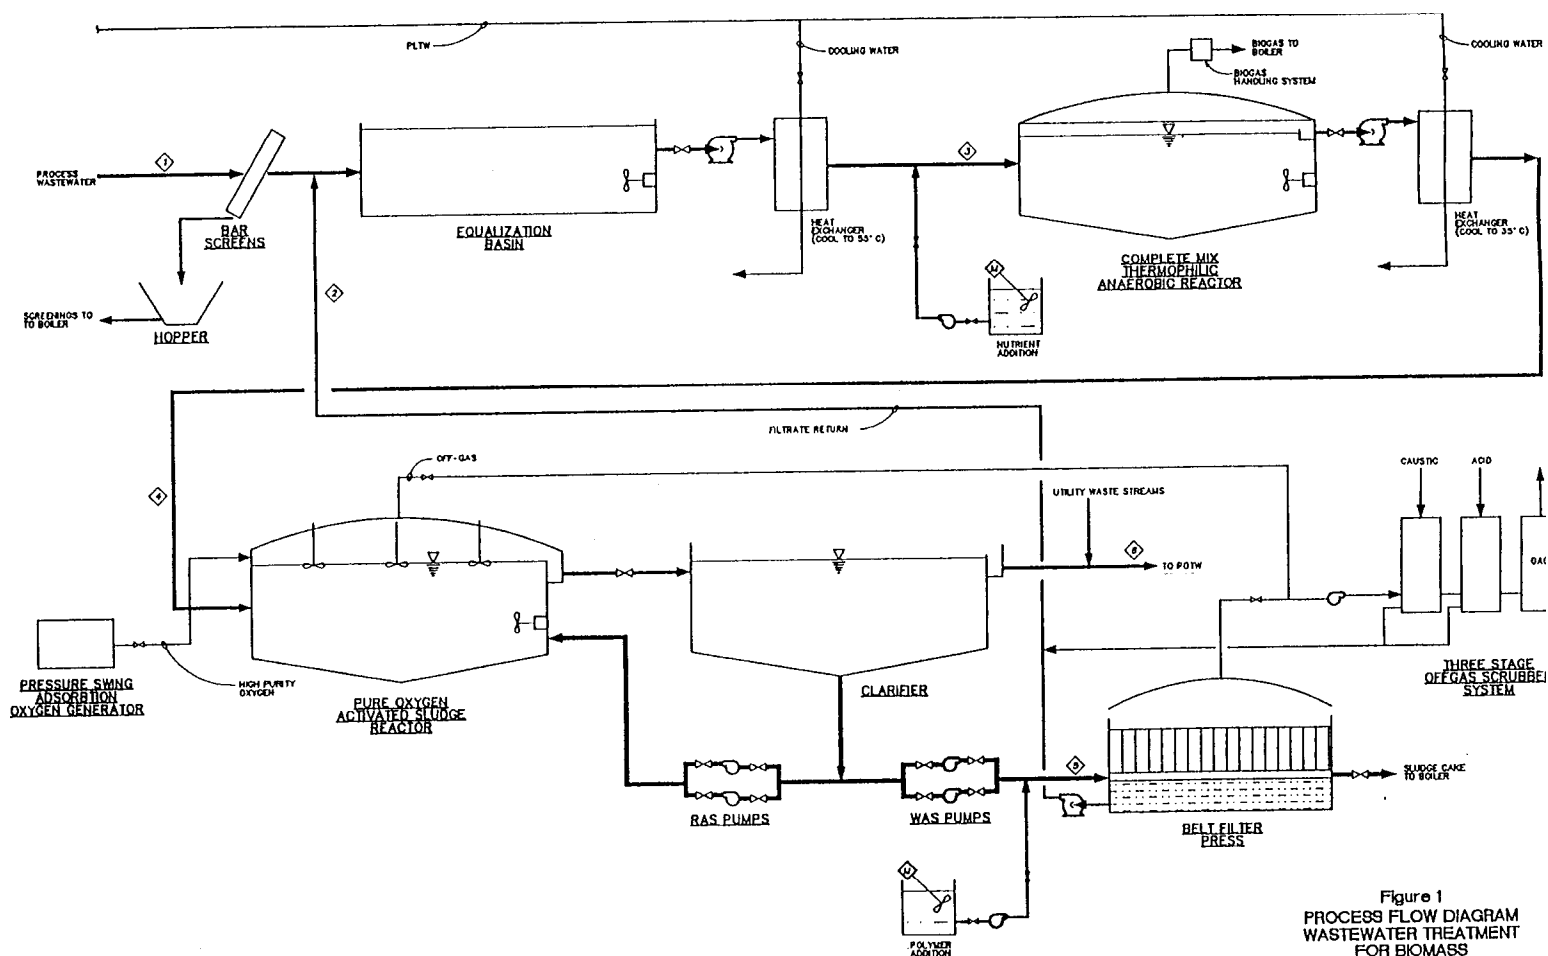 PLTW
COOLING WATER
BIOGAS TO
BOILER
BIOGAS
HANDLING SYSTEM
COOLING WATER
1
PROCESS
WASTEWATER
3
BAR
SCREENS
EQUALIZATION
BASIN
HEAT
EXCHANGER
(COOL TO 55° C)
COMPLETE MIX
THERMOPHILIC
ANAEROBIC REACTOR
HEAT
EXCHANGER
(COOL TO 35° C)
2
M
SCREENINGS TO
TO BOILER
HOPPER
NUTRIENT
ADDITION
FILTRATE RETURN
OFF-GAS
4
UTILITY WASTE STREAMS
CAUSTIC
ACID
6
TO POTW
PRESSURE SWING
ADSORBTION
OXYGEN GENERATOR
HIGH PURITY
OXYGEN
PURE OXYGEN
ACTIVATED SLUDGE
REACTOR
CLARIFIER
THREE STAGE
OFFGAS SCRUBBE
SYSTEM
5
RAS PUMPS
WAS PUMPS
SLUDGE CAKE
TO BOILER
BELT FILTER
PRESS
M
POLYMER
ADDITION
Figure 1
PROCESS FLOW DIAGRAM
WASTEWATER TREATMENT
FOR BIOMASS